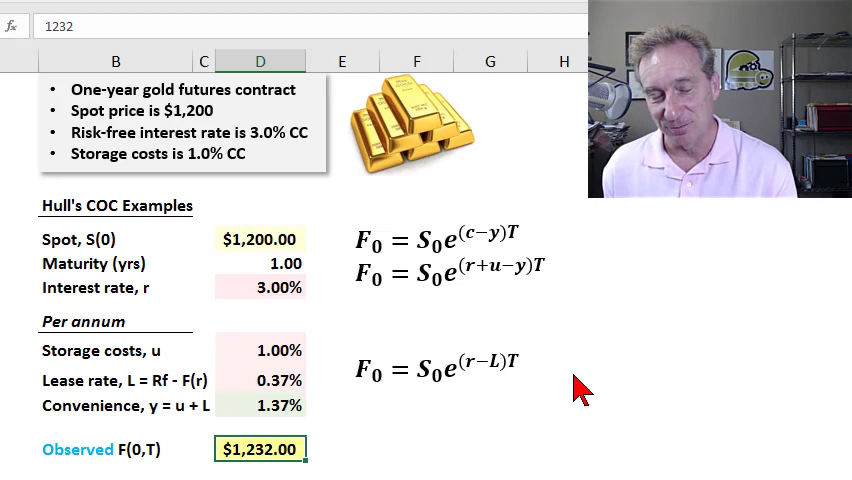 fx 1232
B C D E F G H
• One-year gold futures contract
• Spot price is $1,200
• Risk-free interest rate is 3.0% CC
• Storage costs is 1.0% CC
Hull's COC Examples
Spot, S(0) $1,200.00
Maturity (yrs) 1.00
Interest rate, r 3.00%
F₀ = S₀e^(c−y)T
F₀ = S₀e^(r+u−y)T
Per annum
Storage costs, u 1.00%
Lease rate, L = Rf - F(r) 0.37%
Convenience, y = u + L 1.37%
F₀ = S₀e^(r−L)T
Observed F(0,T) $1,232.00